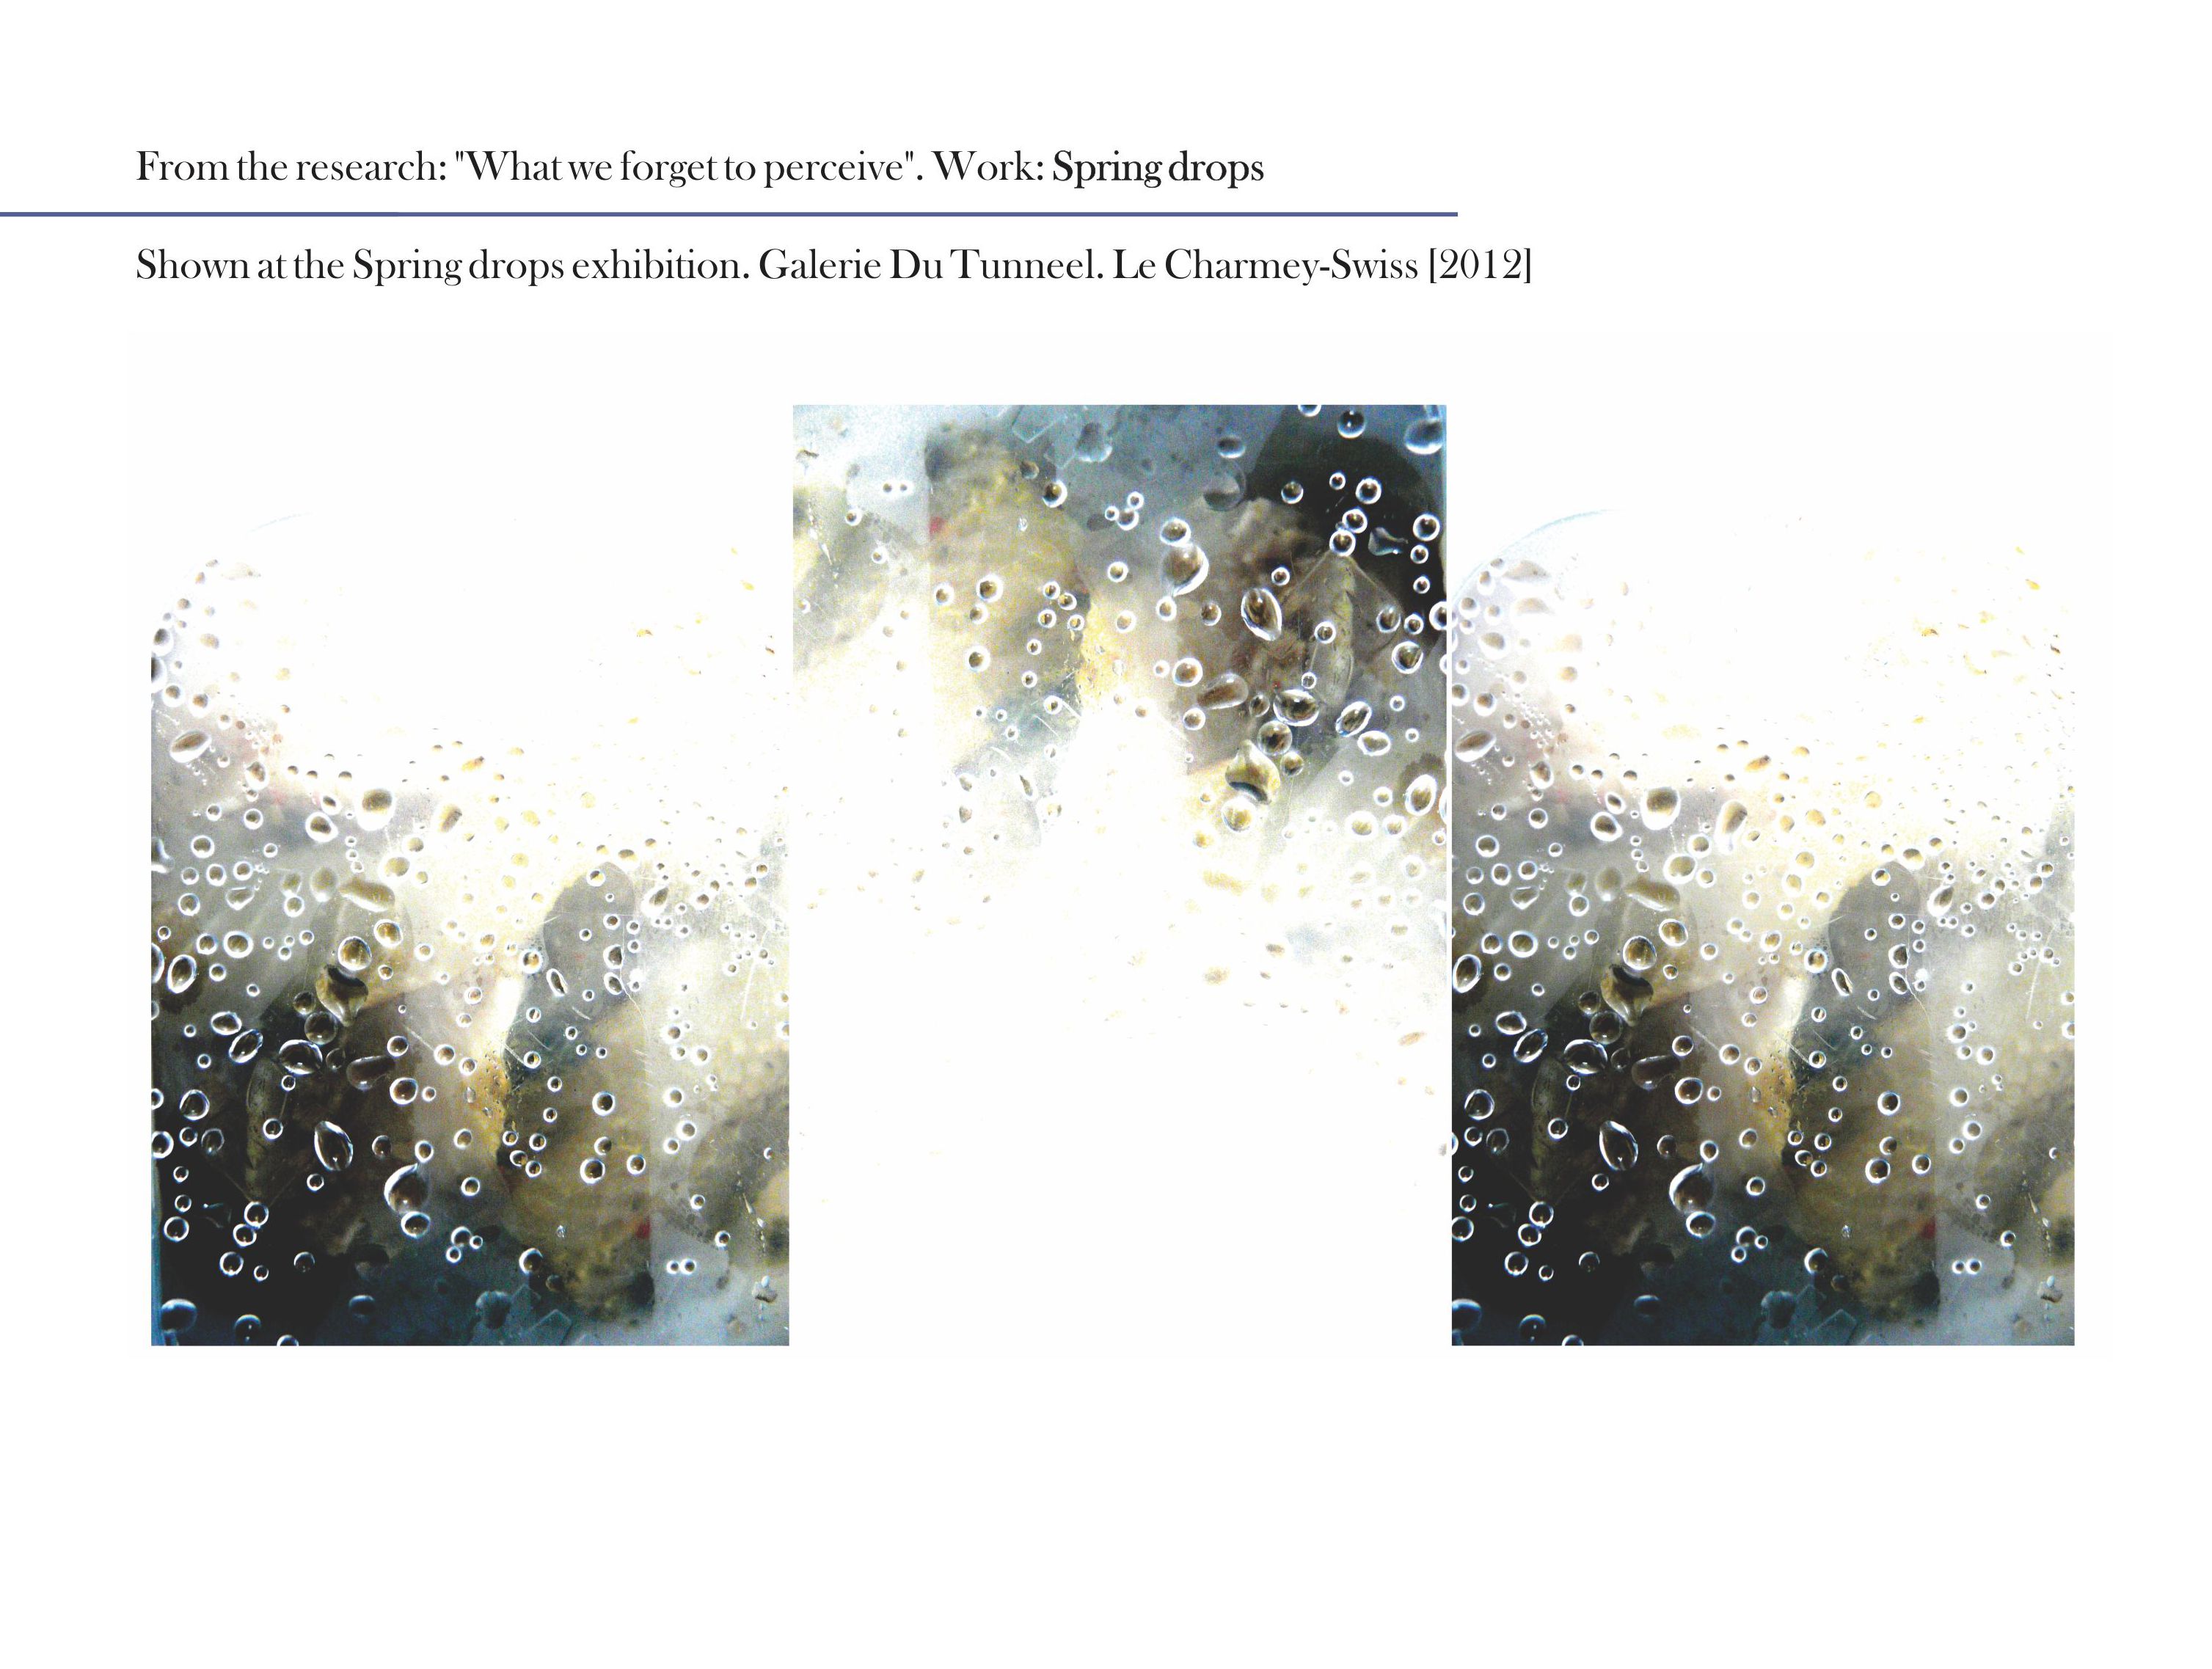 From the research: "What we forget to perceive". Work: Spring drops
Shown at the Spring drops exhibition. Galerie Du Tunneel. Le Charmey-Swiss [2012]